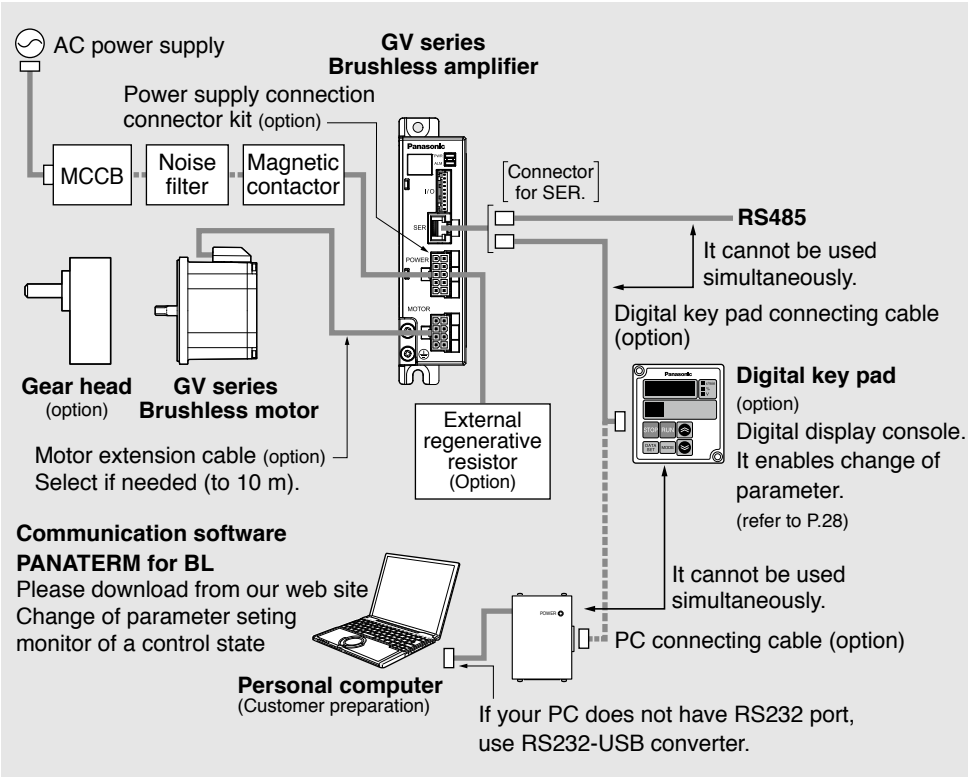 AC power supply
GV series
Brushless amplifier
Power supply connection
connector kit (option)
MCCB
Noise
filter
Magnetic
contactor
Panasonic
PWR
ALM
I/O
SER
POWER
MOTOR
Connector
for SER.
RS485
It cannot be used
simultaneously.
Digital key pad connecting cable
(option)
Gear head
(option)
GV series
Brushless motor
Motor extension cable (option)
Select if needed (to 10 m).
External
regenerative
resistor
(Option)
Panasonic
STOP
RUN
DATA
SET
MODE
Digital key pad
(option)
Digital display console.
It enables change of
parameter.
(refer to P.28)
Communication software
PANATERM for BL
Please download from our web site
Change of parameter seting
monitor of a control state
Personal computer
(Customer preparation)
POWER
It cannot be used
simultaneously.
PC connecting cable (option)
If your PC does not have RS232 port,
use RS232-USB converter.